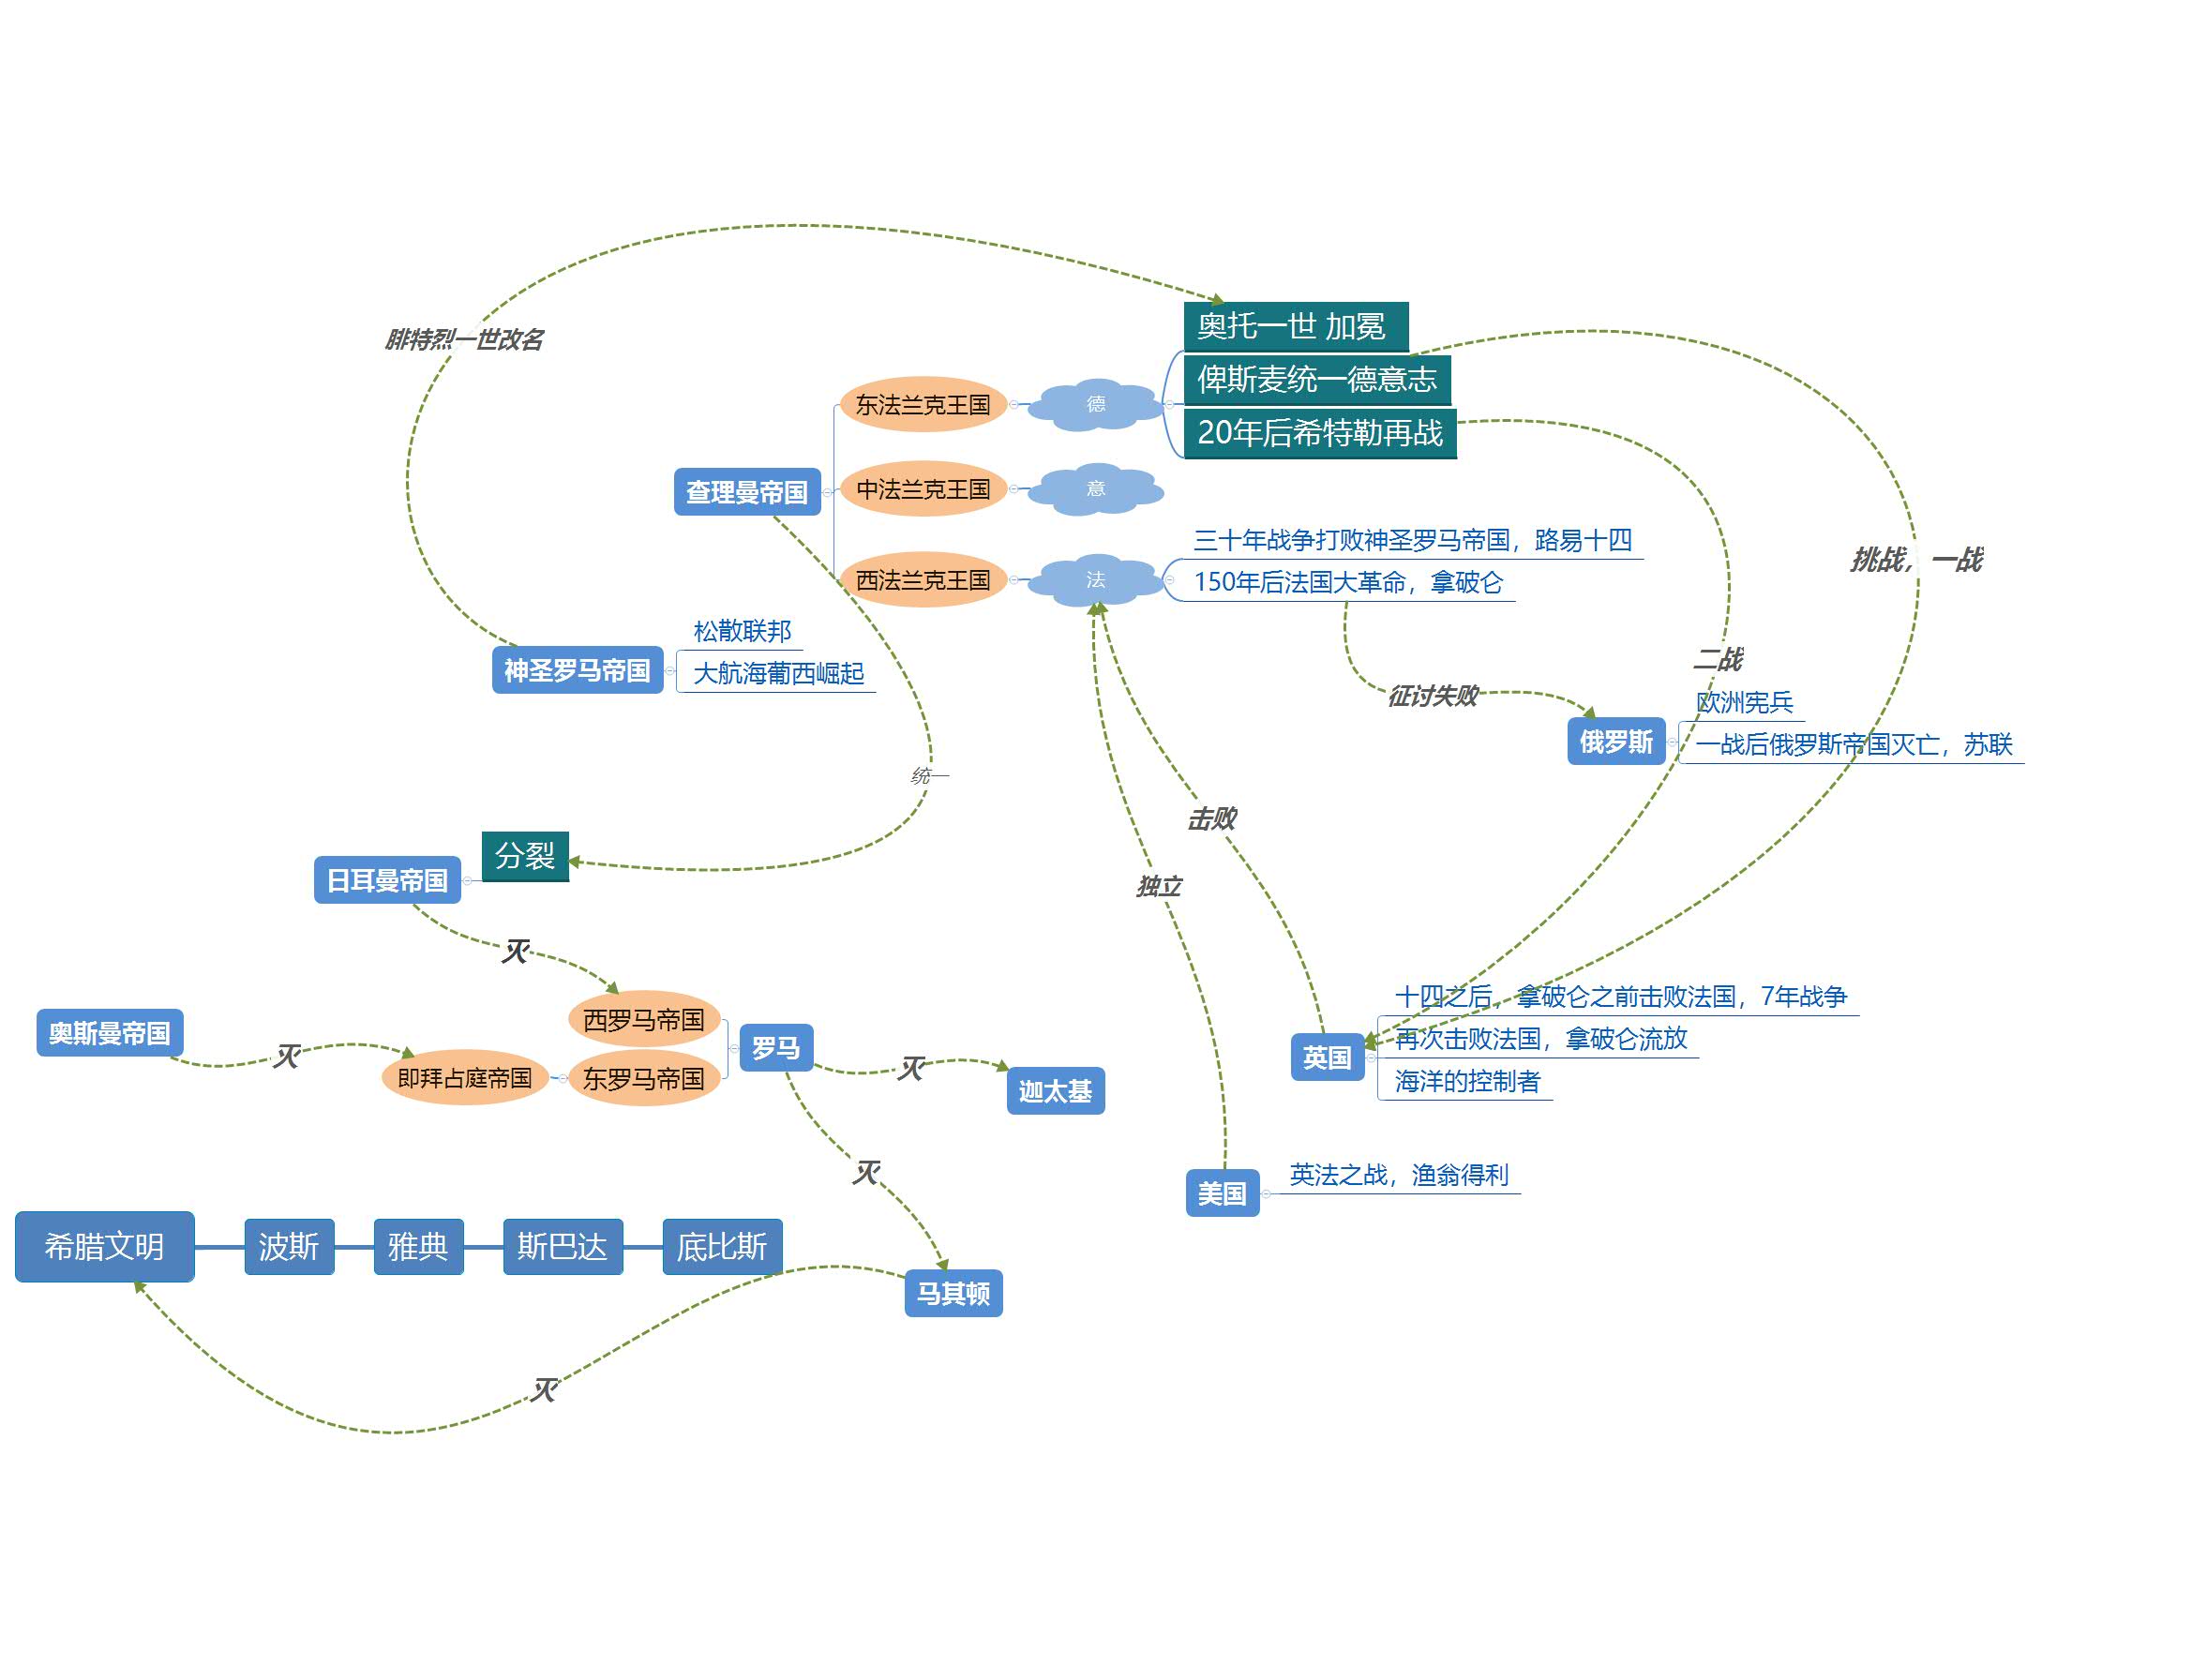 腓特烈一世改名
奥托一世 加冕
俾斯麦统一德意志
20年后希特勒再战
东法兰克王国
德
查理曼帝国
中法兰克王国
意
西法兰克王国
法
三十年战争打败神圣罗马帝国，路易十四
150年后法国大革命，拿破仑
挑战，一战
二战
神圣罗马帝国
松散联邦
大航海葡西崛起
征讨失败
俄罗斯
欧洲宪兵
一战后俄罗斯帝国灭亡，苏联
统一
击败
独立
日耳曼帝国
分裂
灭
奥斯曼帝国
灭
即拜占庭帝国
西罗马帝国
东罗马帝国
罗马
灭
迦太基
英国
十四之后，拿破仑之前击败法国，7年战争
再次击败法国，拿破仑流放
海洋的控制者
灭
美国
英法之战，渔翁得利
希腊文明
波斯
雅典
斯巴达
底比斯
马其顿
灭